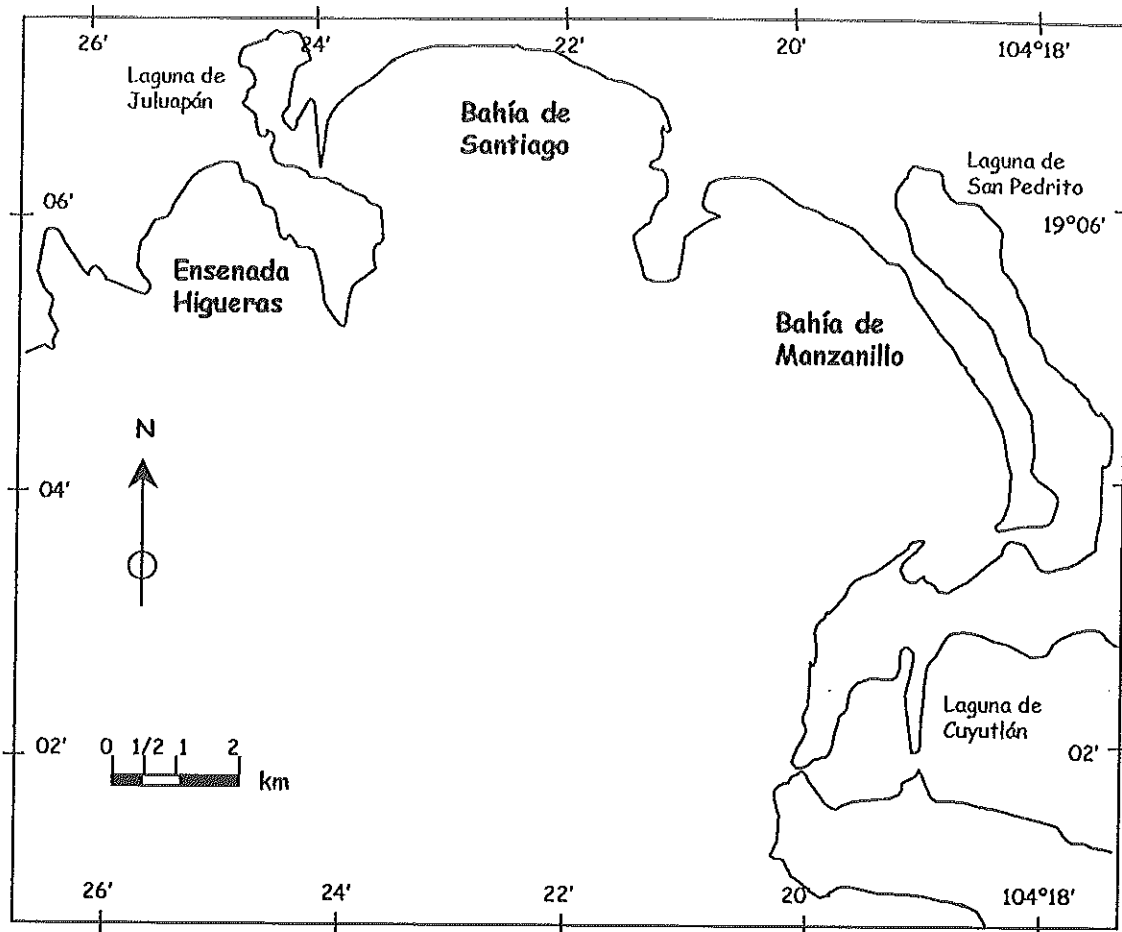 26'
24'
22'
20'
104°18'
Laguna de
Juluapán
Bahía de
Santiago
Laguna de
San Pedrito
06'
19°06'
Ensenada
Higueras
Bahía de
Manzanillo
N
04'
Laguna de
Cuyutlán
02'
0 1/2 1 2
km
02'
26'
24'
22'
20'
104°18'